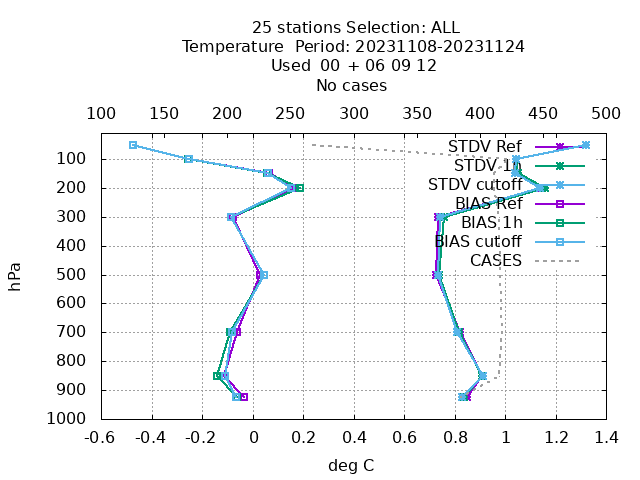 25 stations Selection: ALL
Temperature  Period: 20231108-20231124
Used  00 + 06 09 12
No cases
100 150 200 250 300 350 400 450 500
STDV Ref
STDV 1h
STDV cutoff
BIAS Ref
BIAS 1h
BIAS cutoff
CASES
hPa
100
200
300
400
500
600
700
800
900
1000
-0.6 -0.4 -0.2 0 0.2 0.4 0.6 0.8 1 1.2 1.4
deg C